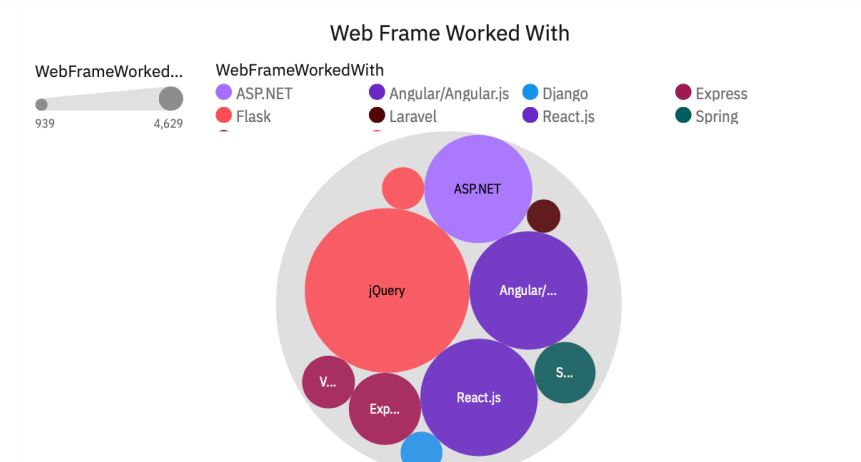 Web Frame Worked With
WebFrameWorked...
939
4,629
WebFrameWorkedWith
ASP.NET
Angular/Angular.js
Django
Express
Flask
Laravel
React.js
Spring
ASP.NET
jQuery
Angular/...
V...
Exp...
React.js
S...